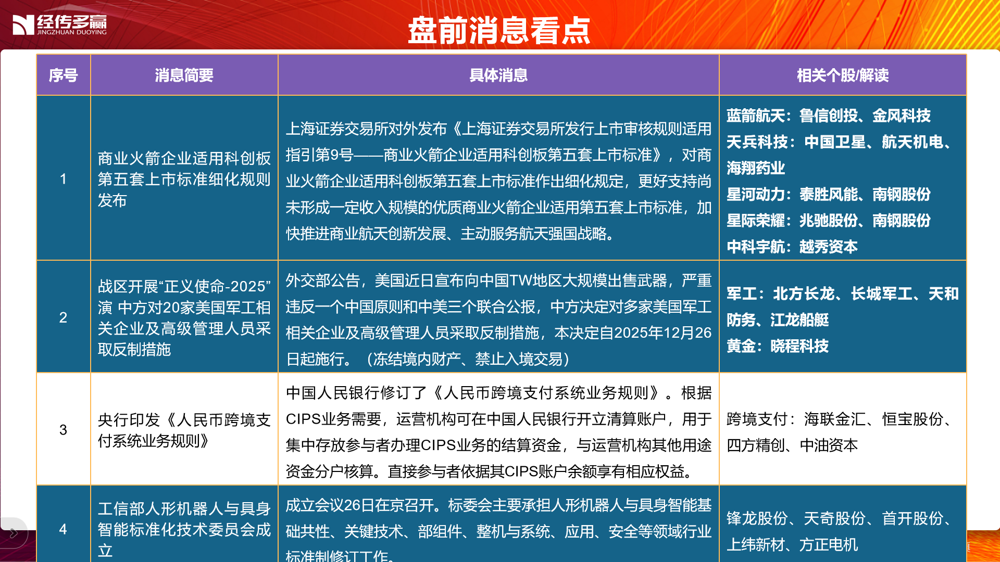 经传多赢
JINGZHUAN DUOYING
盘前消息看点
序号
消息简要
具体消息
相关个股/解读
1
商业火箭企业适用科创板
第五套上市标准细化规则
发布
上海证券交易所对外发布《上海证券交易所发行上市审核规则适用
指引第9号——商业火箭企业适用科创板第五套上市标准》，对商
业火箭企业适用科创板第五套上市标准作出细化规定，更好支持尚
未形成一定收入规模的优质商业火箭企业适用第五套上市标准，加
快推进商业航天创新发展、主动服务航天强国战略。
蓝箭航天：鲁信创投、金风科技
天兵科技：中国卫星、航天机电、
海翔药业
星河动力：泰胜风能、南钢股份
星际荣耀：兆驰股份、南钢股份
中科宇航：越秀资本
2
战区开展“正义使命-2025”
演 中方对20家美国军工相
关企业及高级管理人员采
取反制措施
外交部公告，美国近日宣布向中国TW地区大规模出售武器，严重
违反一个中国原则和中美三个联合公报，中方决定对多家美国军工
相关企业及高级管理人员采取反制措施，本决定自2025年12月26
日起施行。（冻结境内财产、禁止入境交易）
军工：北方长龙、长城军工、天和
防务、江龙船艇
黄金：晓程科技
3
央行印发《人民币跨境支
付系统业务规则》
中国人民银行修订了《人民币跨境支付系统业务规则》。根据
CIPS业务需要，运营机构可在中国人民银行开立清算账户，用于
集中存放参与者办理CIPS业务的结算资金，与运营机构其他用途
资金分户核算。直接参与者依据其CIPS账户余额享有相应权益。
跨境支付：海联金汇、恒宝股份、
四方精创、中油资本
4
工信部人形机器人与具身
智能标准化技术委员会成
立
成立会议26日在京召开。标委会主要承担人形机器人与具身智能基
础共性、关键技术、部组件、整机与系统、应用、安全等领域行业
标准制修订工作。
锋龙股份、天奇股份、首开股份、
上纬新材、方正电机